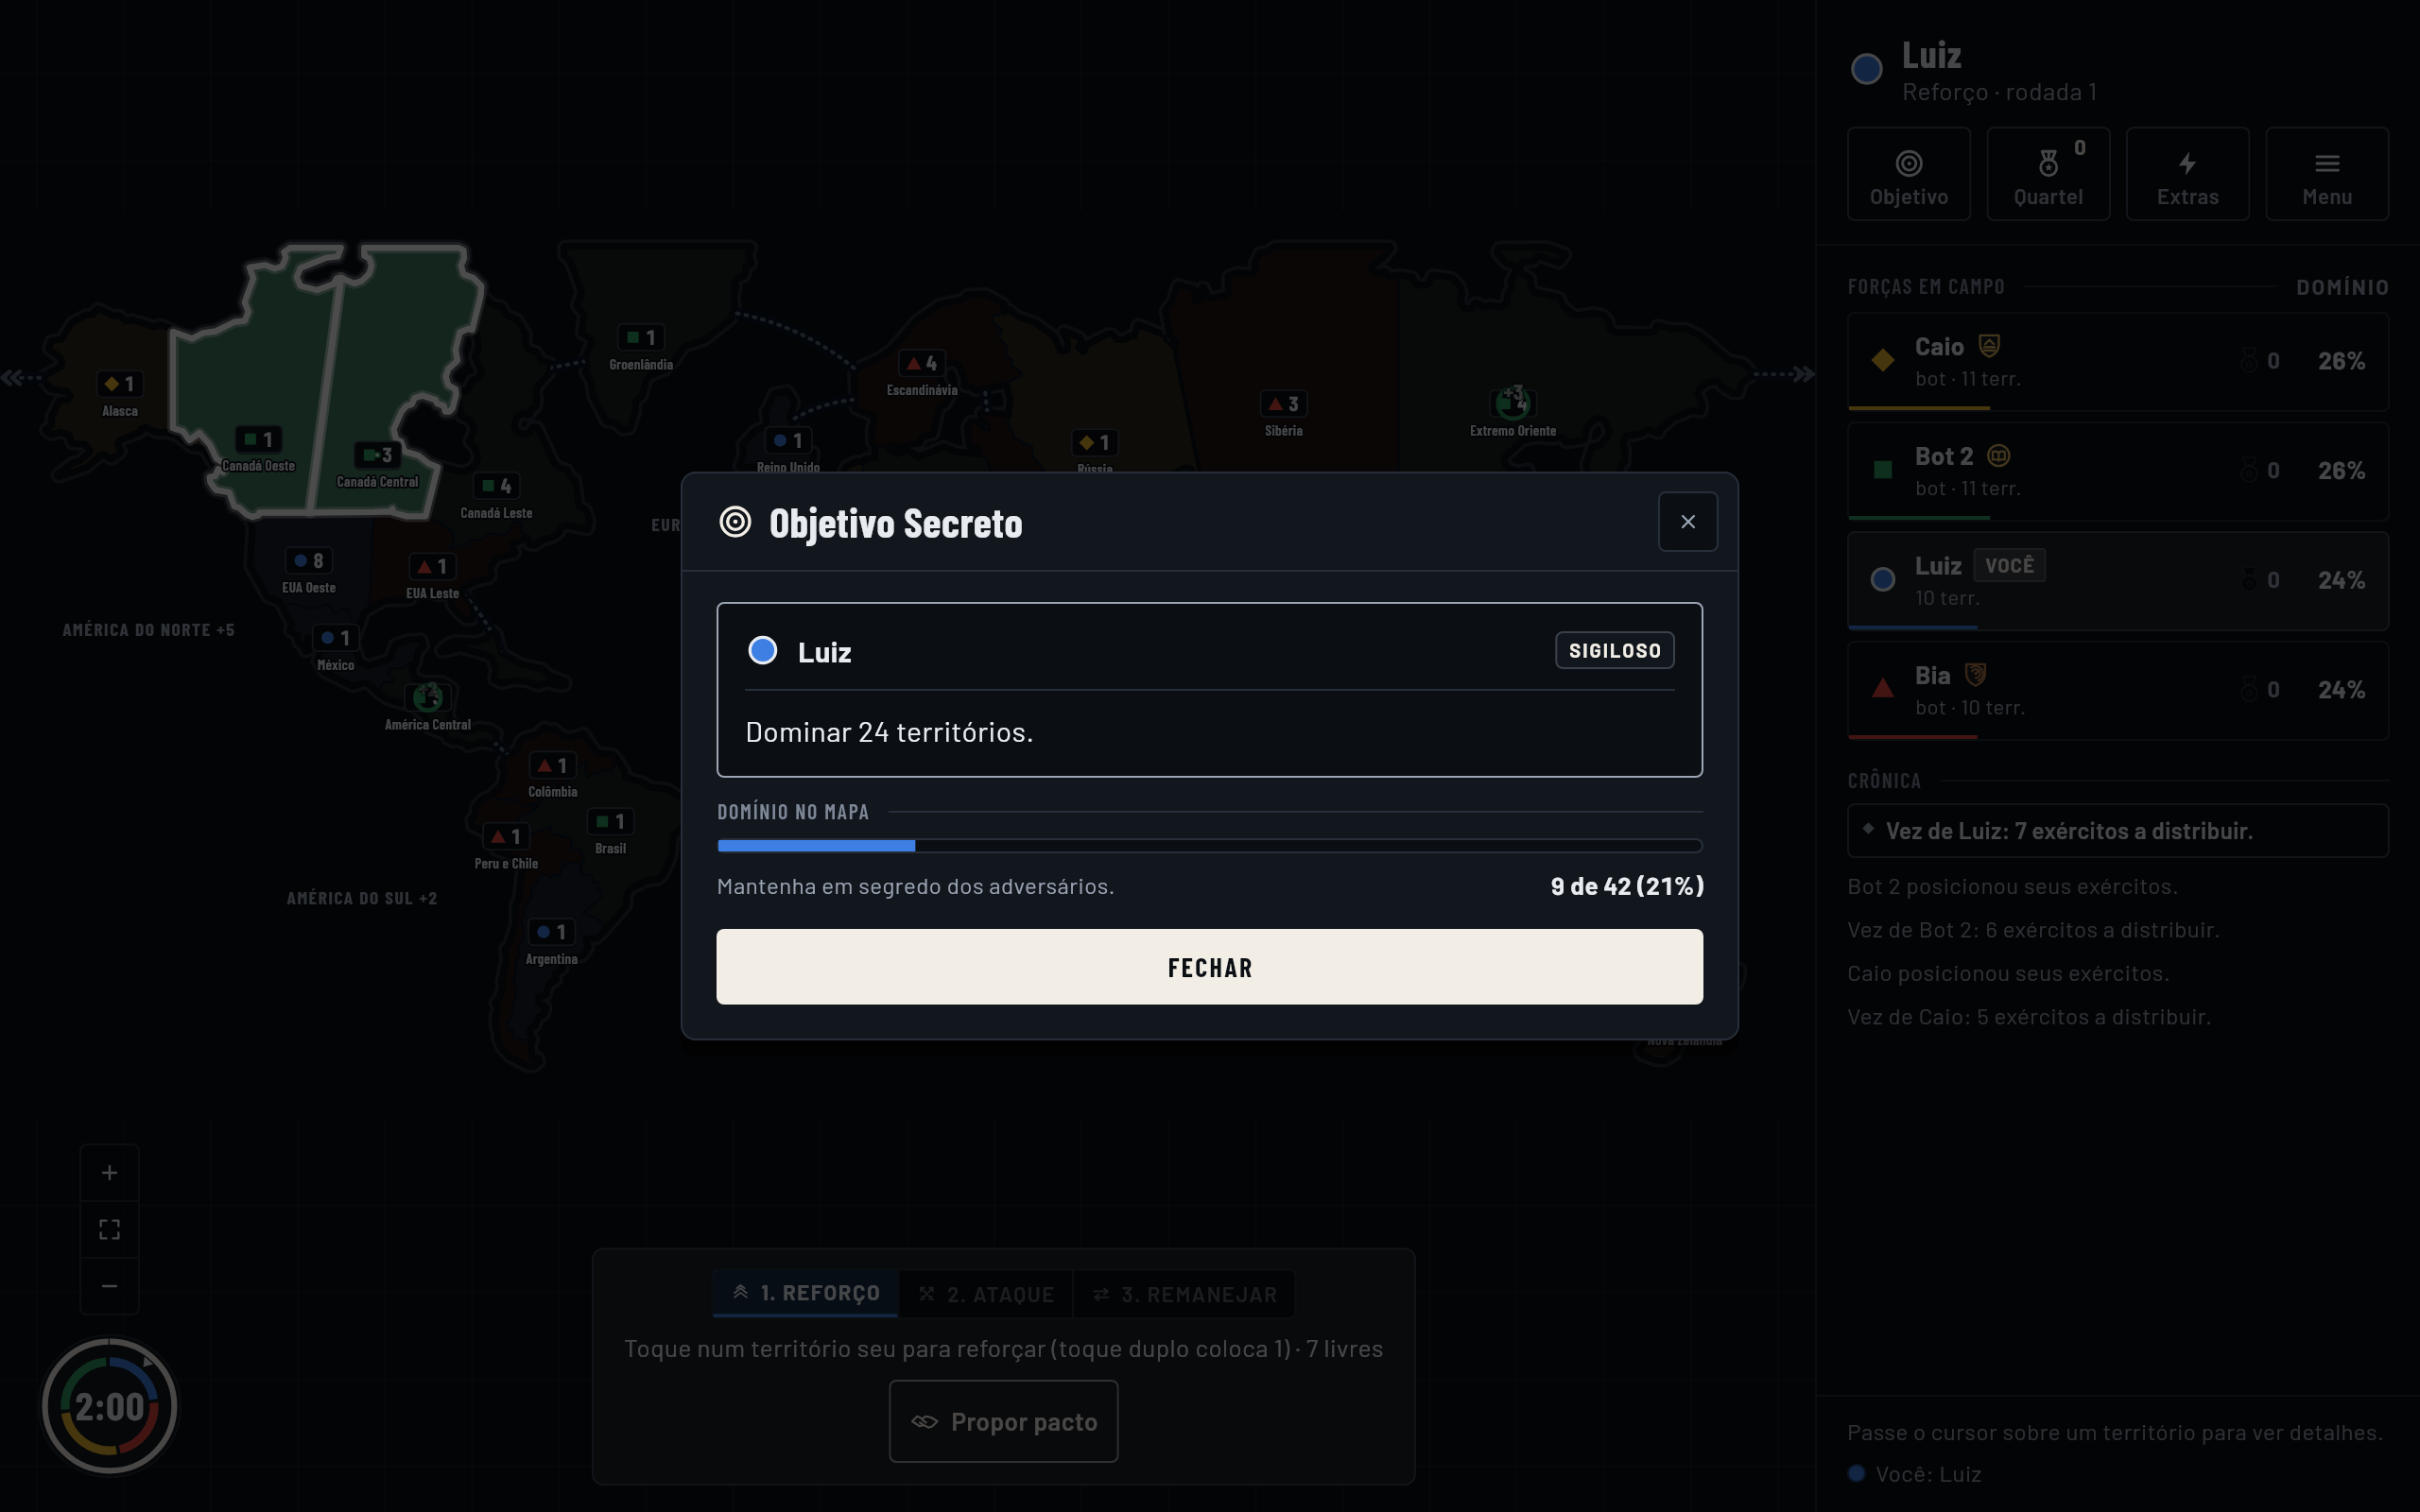 Luiz
Reforço · rodada 1
Objetivo
0
Quartel
Extras
Menu
FORÇAS EM CAMPO
DOMÍNIO
Caio
bot · 11 terr.
0
26%
Bot 2
bot · 11 terr.
0
26%
Luiz
VOCÊ
10 terr.
0
24%
Bia
bot · 10 terr.
0
24%
CRÔNICA
Vez de Luiz: 7 exércitos a distribuir.
Bot 2 posicionou seus exércitos.
Vez de Bot 2: 6 exércitos a distribuir.
Caio posicionou seus exércitos.
Vez de Caio: 5 exércitos a distribuir.
Passe o cursor sobre um território para ver detalhes.
Você: Luiz
1
Alasca
1
Canadá Oeste
3
Canadá Central
4
Canadá Leste
1
Groenlândia
8
EUA Oeste
1
EUA Leste
1
México
América Central
AMÉRICA DO NORTE +5
1
Colômbia
1
Brasil
1
Peru e Chile
1
Argentina
AMÉRICA DO SUL +2
1
Reino Unido
4
Escandinávia
1
Rússia
3
Sibéria
+3
4
Extremo Oriente
EUR
Nova Zelândia
Objetivo Secreto
Luiz
SIGILOSO
Dominar 24 territórios.
DOMÍNIO NO MAPA
Mantenha em segredo dos adversários.
9 de 42 (21%)
FECHAR
1. REFORÇO
2. ATAQUE
3. REMANEJAR
Toque num território seu para reforçar (toque duplo coloca 1) · 7 livres
Propor pacto
2:00